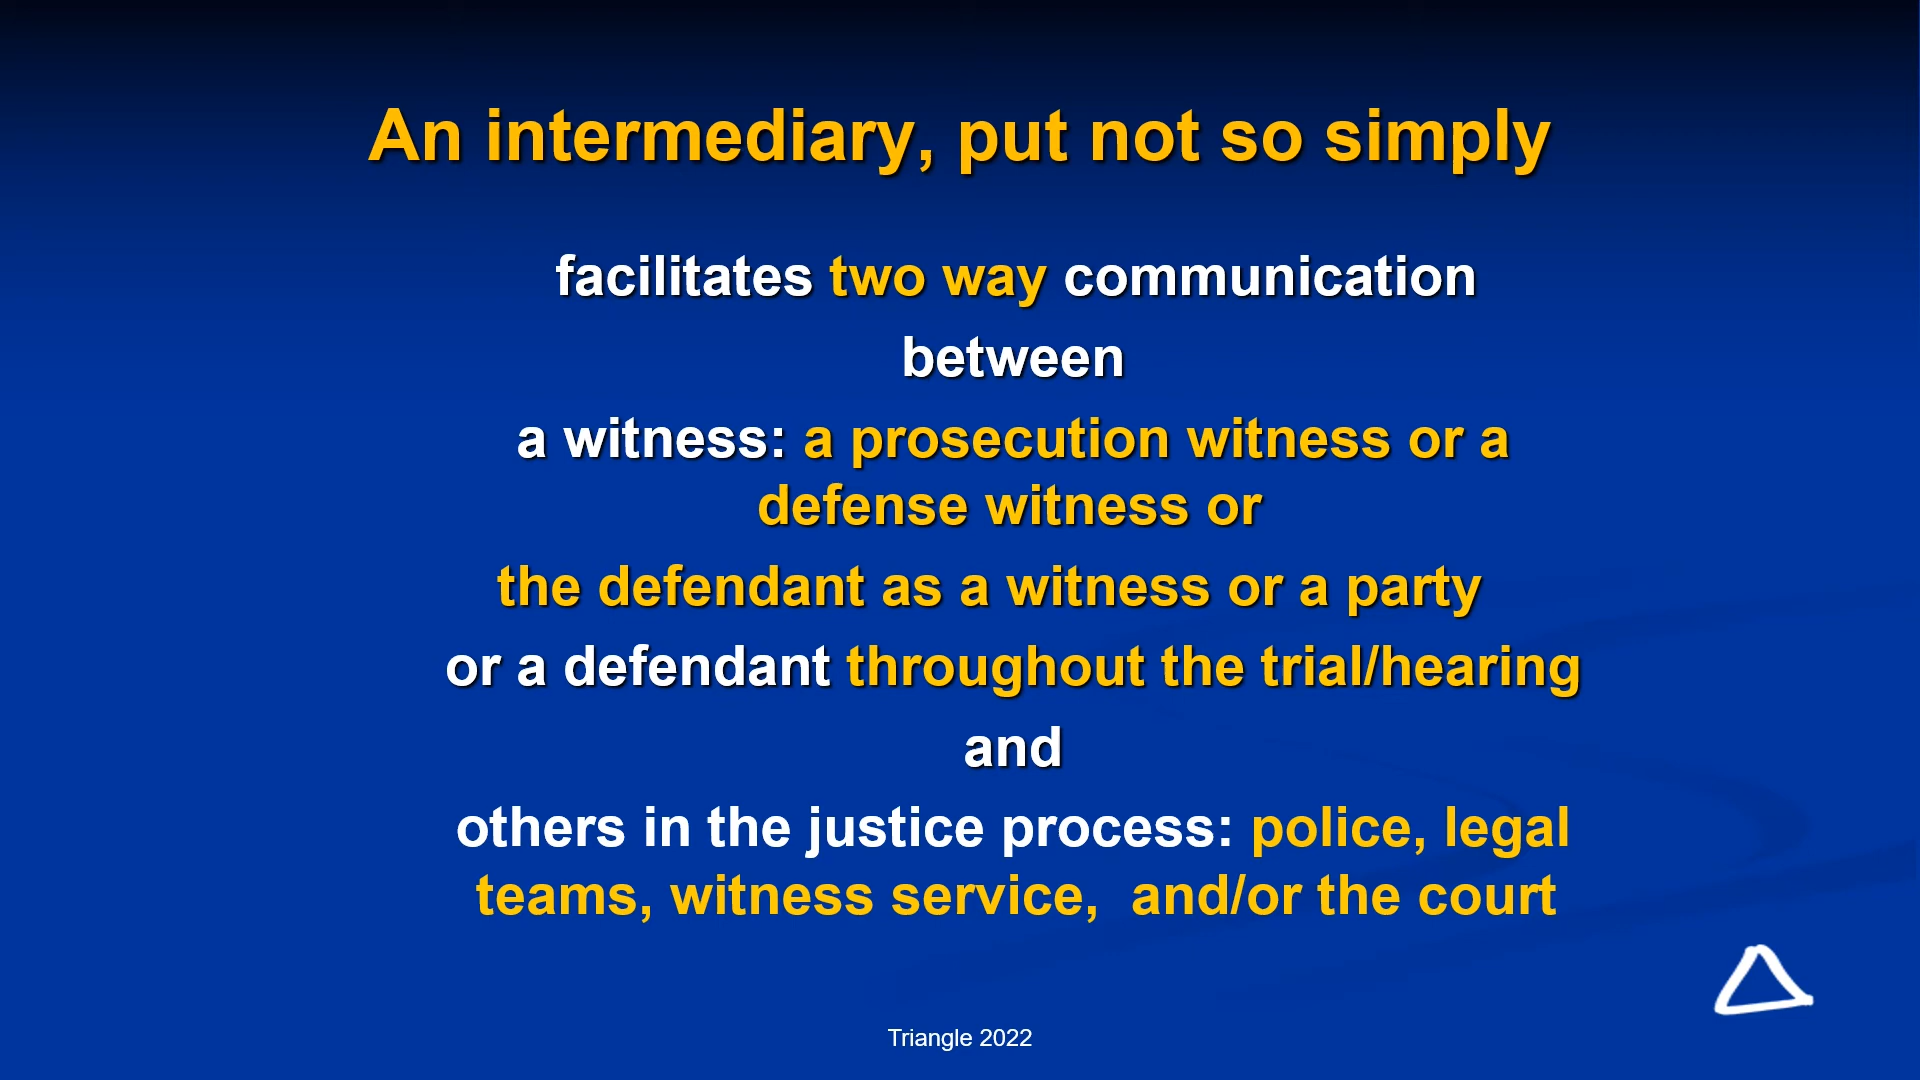 An intermediary, put not so simply
facilitates two way communication
between
a witness: a prosecution witness or a
defense witness or
the defendant as a witness or a party
or a defendant throughout the trial/hearing
and
others in the justice process: police, legal
teams, witness service,  and/or the court
Triangle 2022